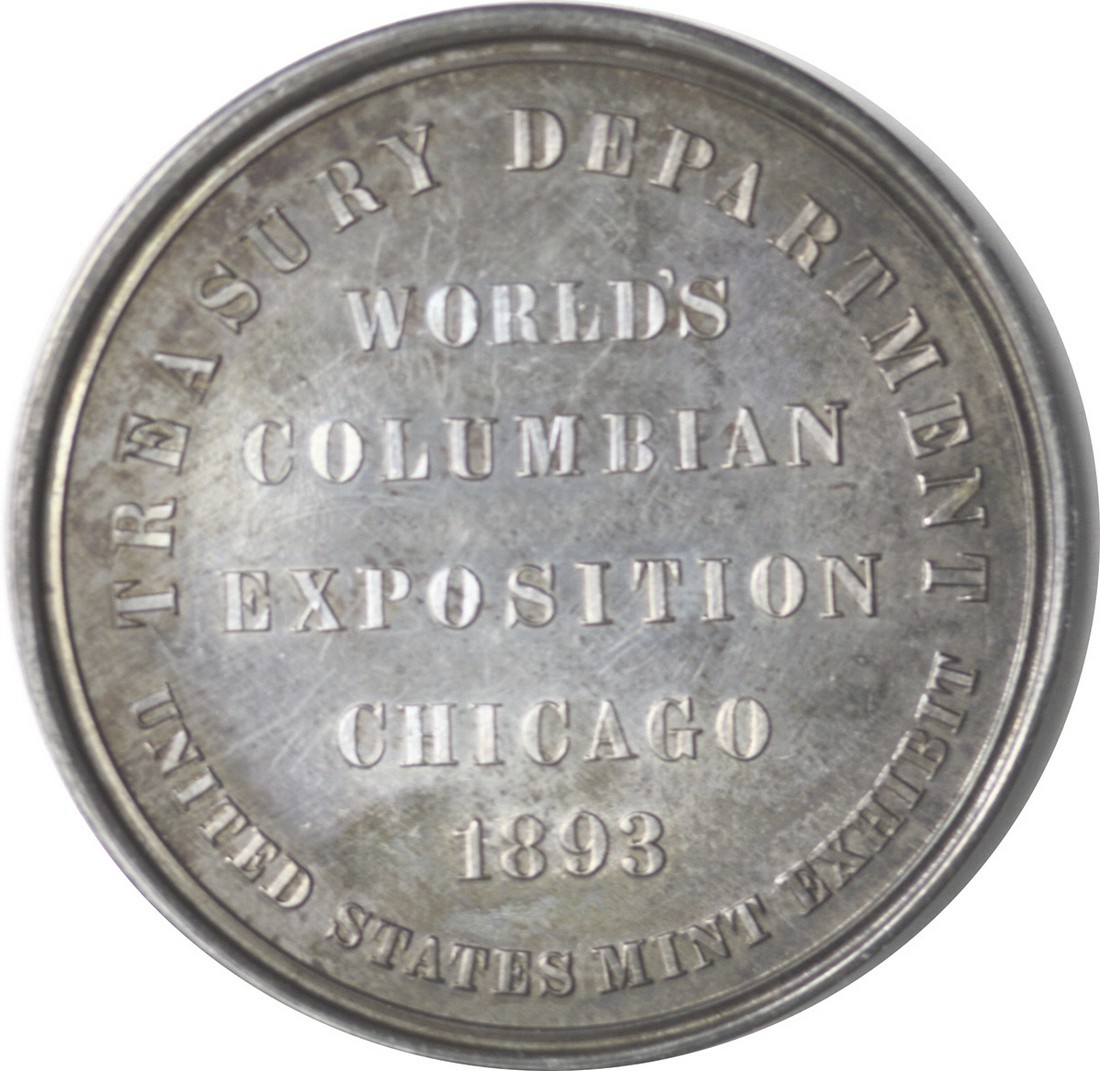 TREASURY DEPARTMENT
WORLD'S
COLUMBIAN
EXPOSITION
CHICAGO
1893
UNITED STATES MINT EXHIBIT